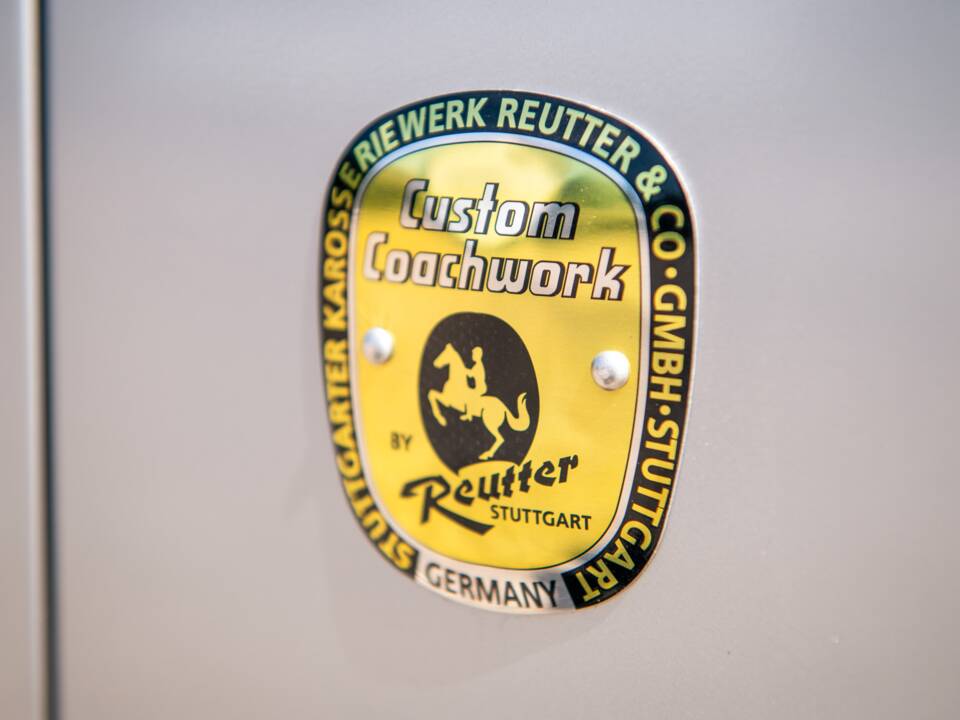 STUTTGARTER KAROSSERIEWERK REUTTER & CO • GMBH • STUTTGART
Custom
Coachwork
BY
Reutter
STUTTGART
GERMANY